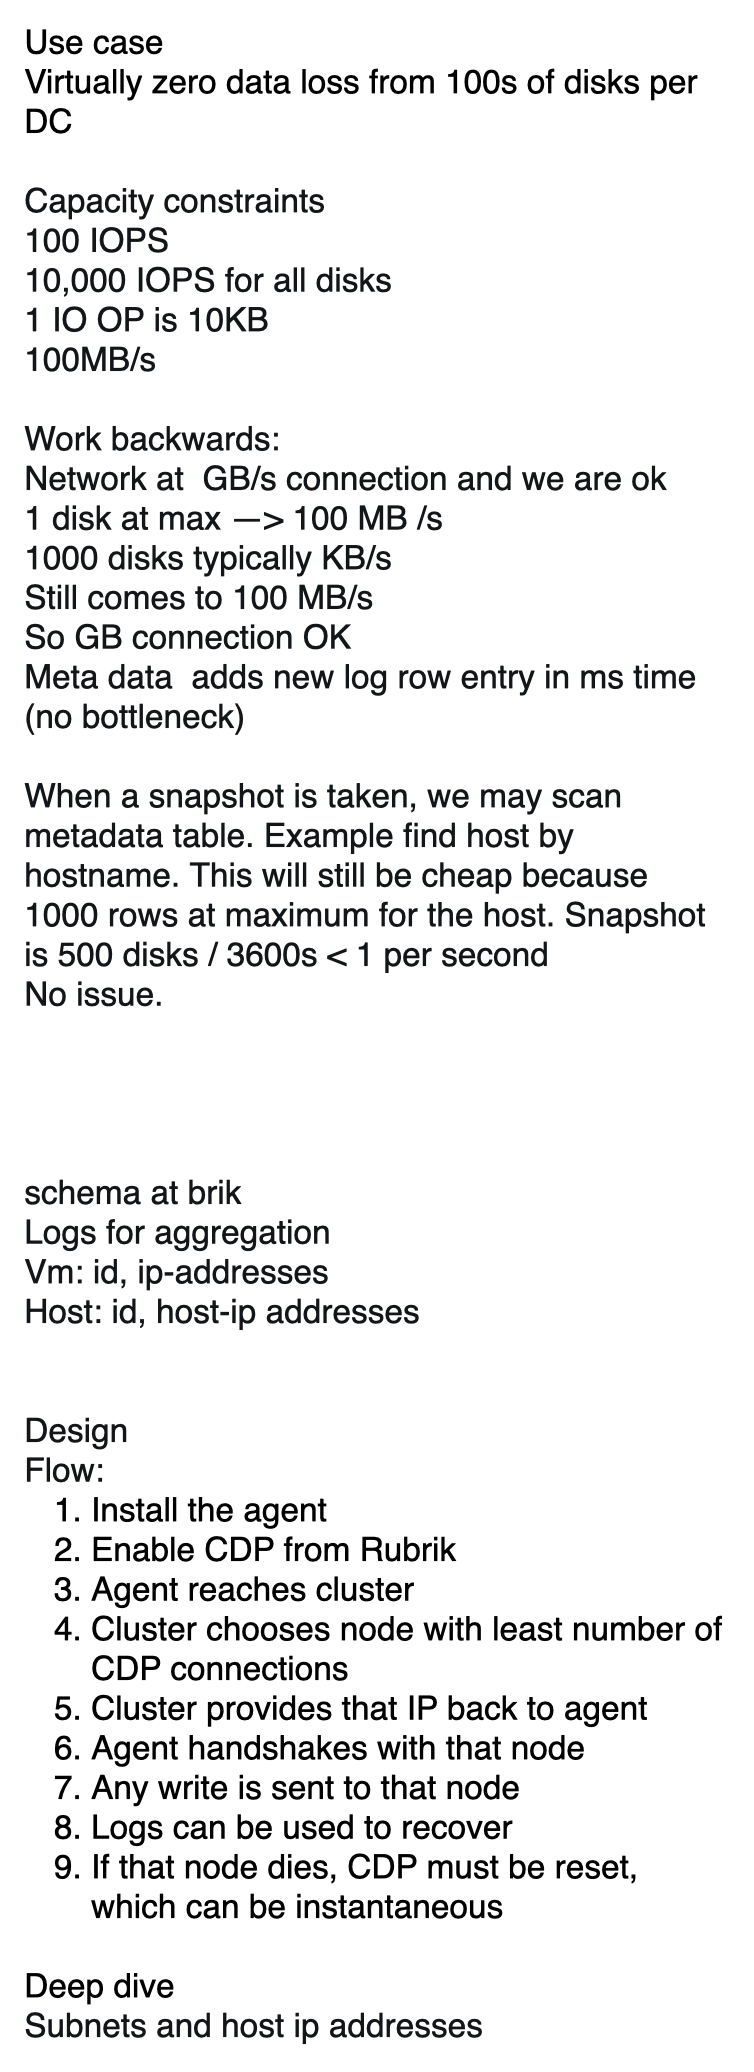 Use case
Virtually zero data loss from 100s of disks per
DC
Capacity constraints
100 IOPS
10,000 IOPS for all disks
1 IO OP is 10KB
100MB/s
Work backwards:
Network at  GB/s connection and we are ok
1 disk at max —> 100 MB /s
1000 disks typically KB/s
Still comes to 100 MB/s
So GB connection OK
Meta data  adds new log row entry in ms time
(no bottleneck)
When a snapshot is taken, we may scan
metadata table. Example find host by
hostname. This will still be cheap because
1000 rows at maximum for the host. Snapshot
is 500 disks / 3600s < 1 per second
No issue.
schema at brik
Logs for aggregation
Vm: id, ip-addresses
Host: id, host-ip addresses
Design
Flow:
1. Install the agent
2. Enable CDP from Rubrik
3. Agent reaches cluster
4. Cluster chooses node with least number of
CDP connections
5. Cluster provides that IP back to agent
6. Agent handshakes with that node
7. Any write is sent to that node
8. Logs can be used to recover
9. If that node dies, CDP must be reset,
which can be instantaneous
Deep dive
Subnets and host ip addresses